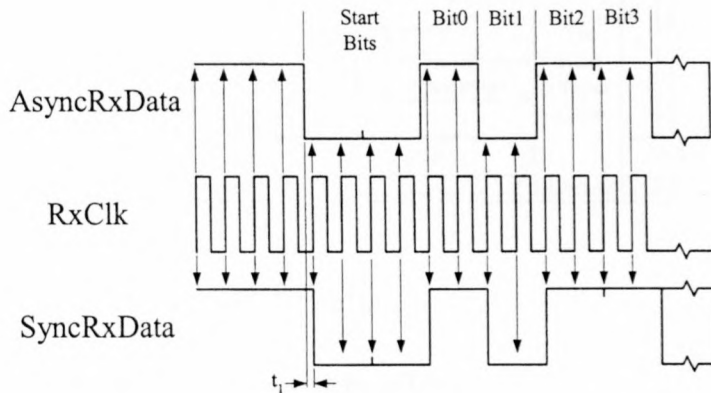 Start
Bits
Bit0
Bit1
Bit2
Bit3
AsyncRxData
RxClk
SyncRxData
t1